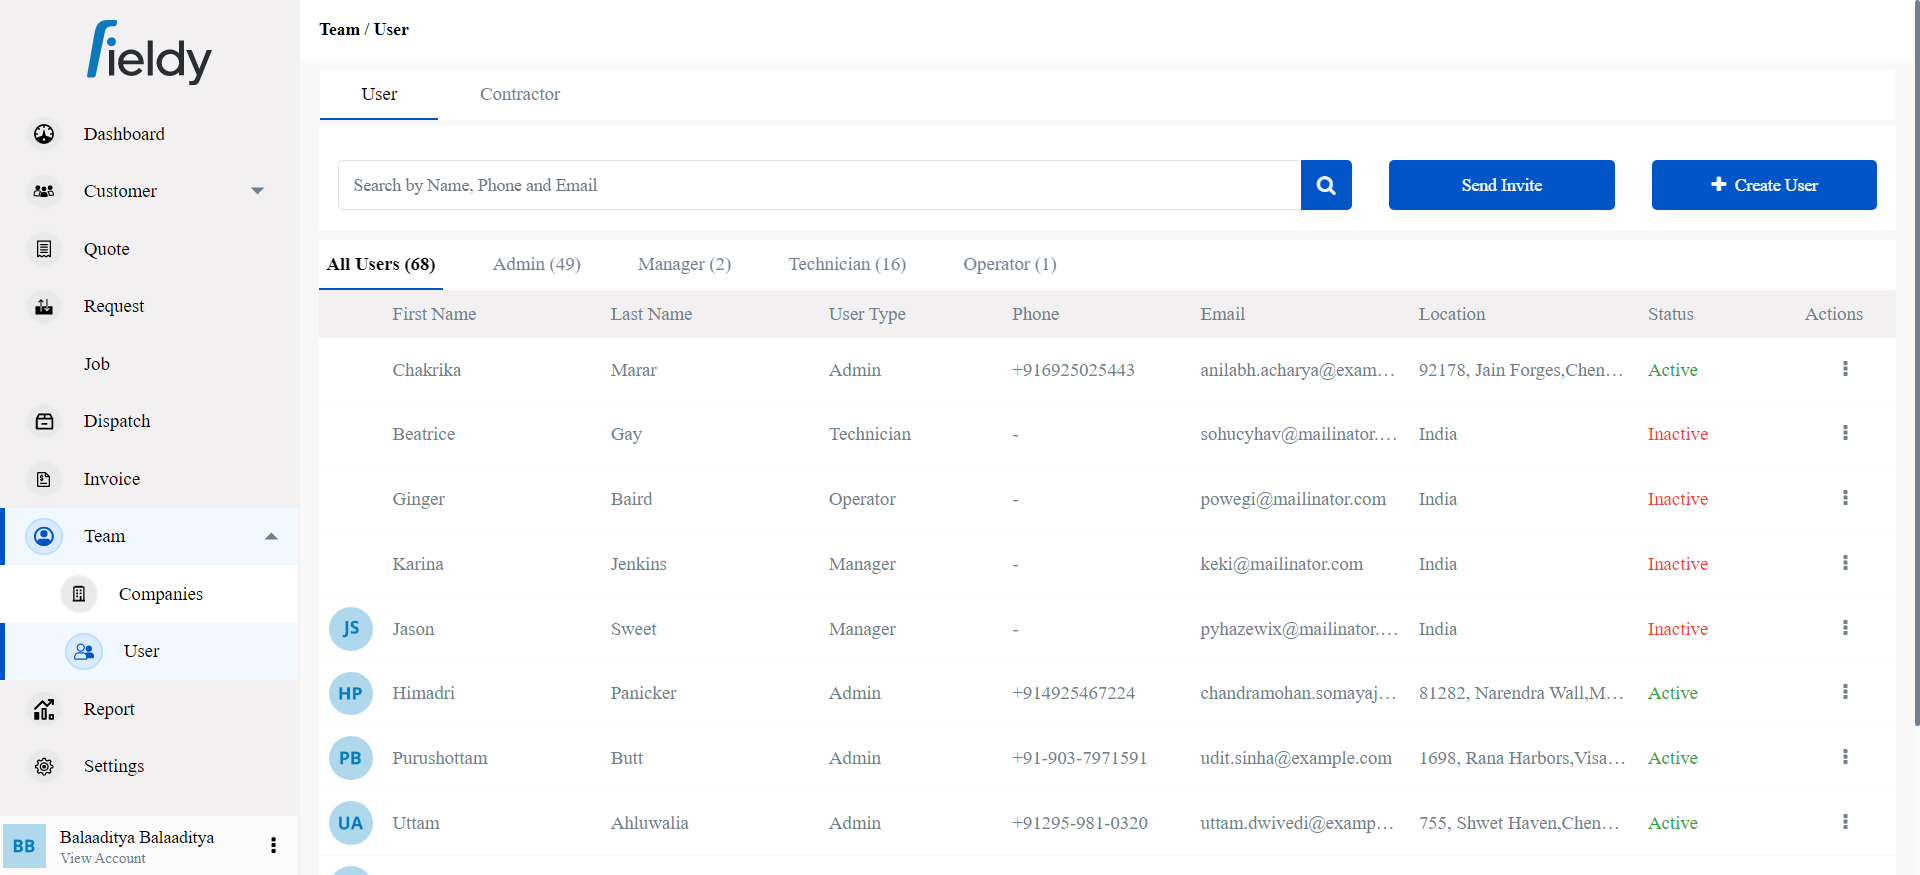 fieldy
Dashboard
Customer
Quote
Request
Job
Dispatch
Invoice
Team
Companies
User
Report
Settings
BB
Balaaditya Balaaditya
View Account
Team / User
User Contractor
Search by Name, Phone and Email
Send Invite
Create User
All Users (68) Admin (49) Manager (2) Technician (16) Operator (1)
First Name Last Name User Type Phone Email Location Status Actions
Chakrika Marar Admin +916925025443 anilabh.acharya@exam... 92178, Jain Forges,Chen... Active
Beatrice Gay Technician - sohucyhav@mailinator.... India Inactive
Ginger Baird Operator - powegi@mailinator.com India Inactive
Karina Jenkins Manager - keki@mailinator.com India Inactive
JS Jason Sweet Manager - pyhazewix@mailinator.... India Inactive
HP Himadri Panicker Admin +914925467224 chandramohan.somayaj... 81282, Narendra Wall,M... Active
PB Purushottam Butt Admin +91-903-7971591 udit.sinha@example.com 1698, Rana Harbors,Visa... Active
UA Uttam Ahluwalia Admin +91295-981-0320 uttam.dwivedi@examp... 755, Shwet Haven,Chen... Active